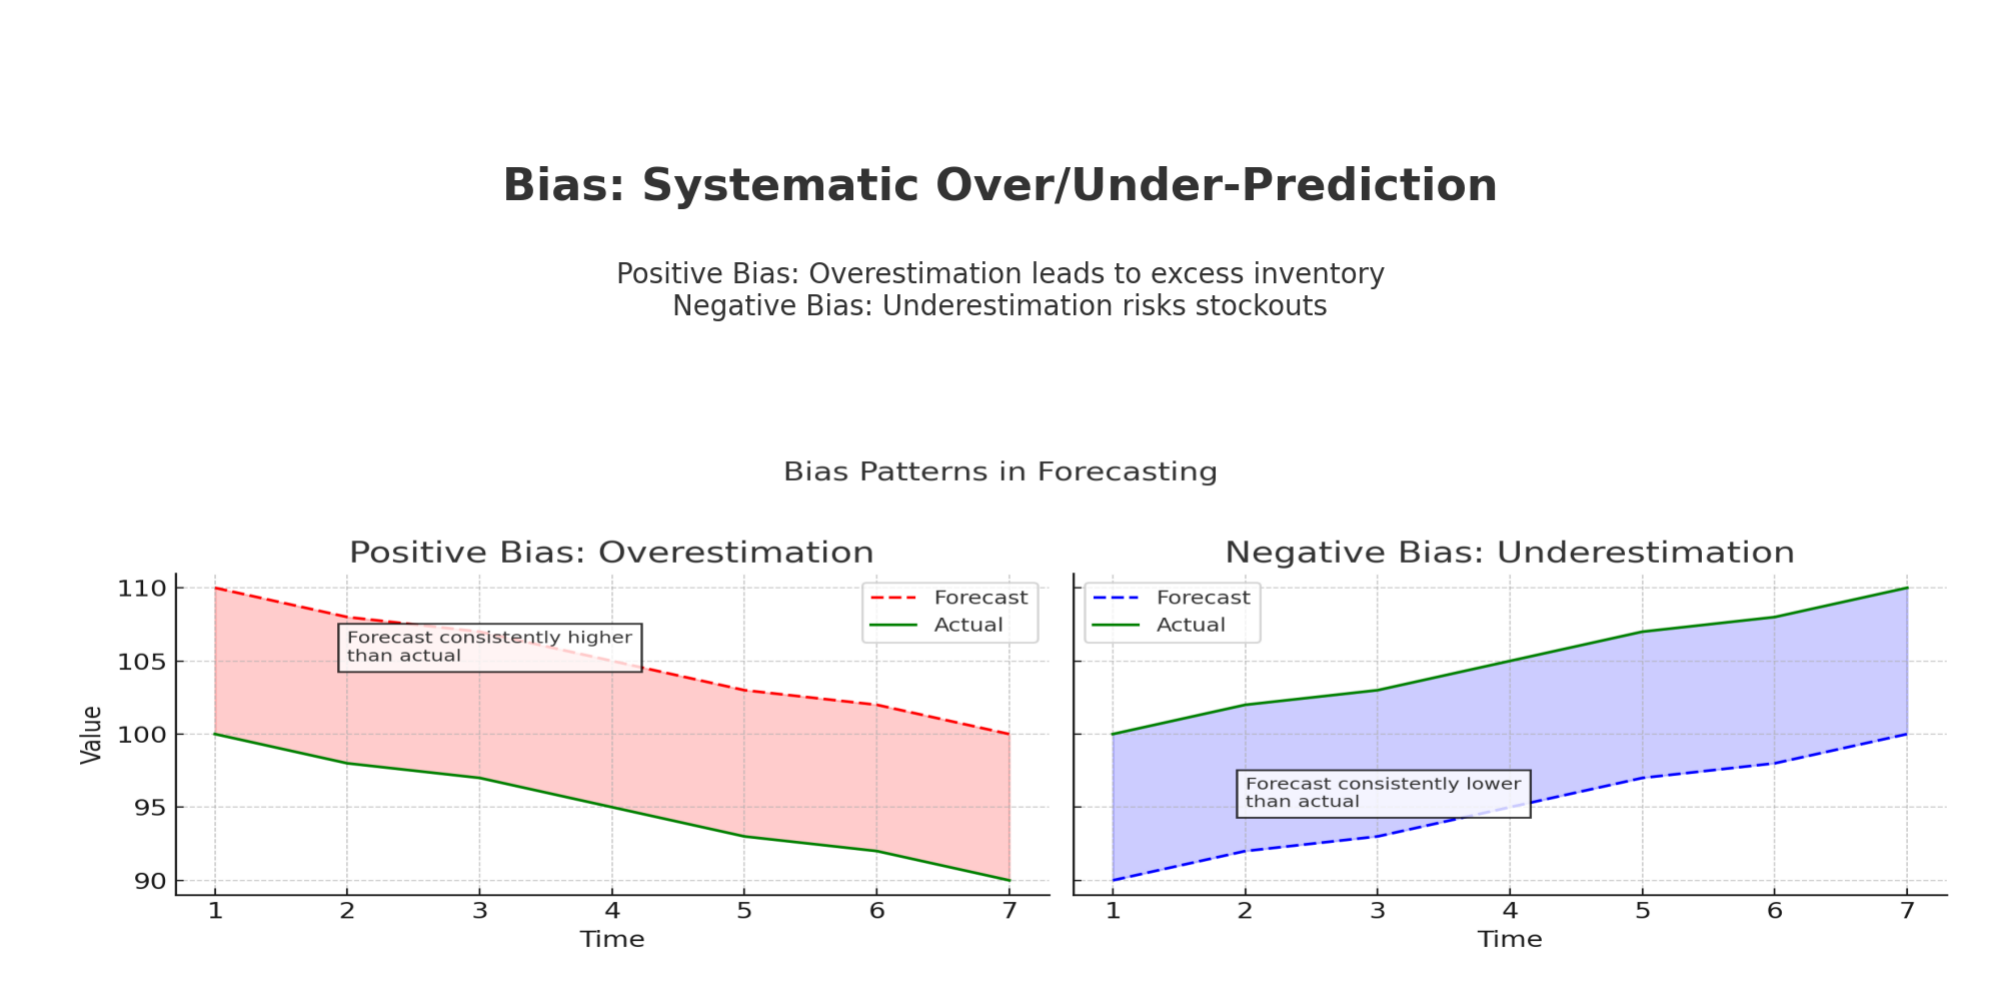 Bias: Systematic Over/Under-Prediction
Positive Bias: Overestimation leads to excess inventory
Negative Bias: Underestimation risks stockouts
Bias Patterns in Forecasting
Positive Bias: Overestimation
Forecast
Actual
Forecast consistently higher
than actual
Value
110
105
100
95
90
1 2 3 4 5 6 7
Time
Negative Bias: Underestimation
Forecast
Actual
Forecast consistently lower
than actual
1 2 3 4 5 6 7
Time